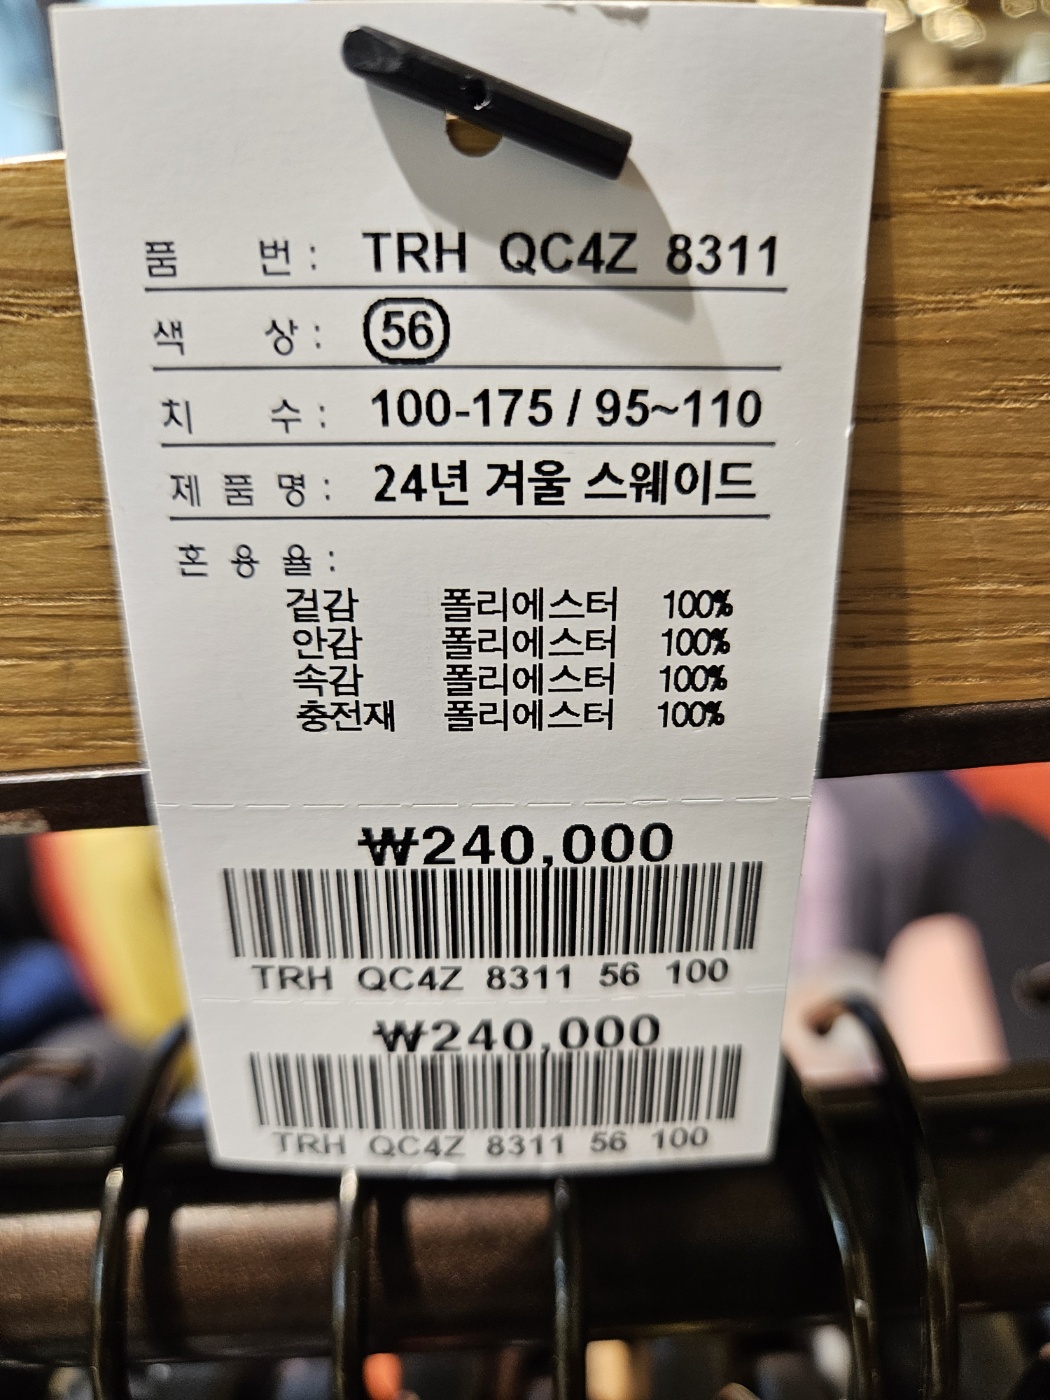 품 번 : TRH QC4Z 8311
색 상 : 56
치 수 : 100-175 / 95~110
제 품 명 : 24년 겨울 스웨이드
혼 용 율 :
겉감 폴리에스터 100%
안감 폴리에스터 100%
속감 폴리에스터 100%
충전재 폴리에스터 100%
₩240,000
TRH QC4Z 8311 56 100
₩240,000
TRH QC4Z 8311 56 100